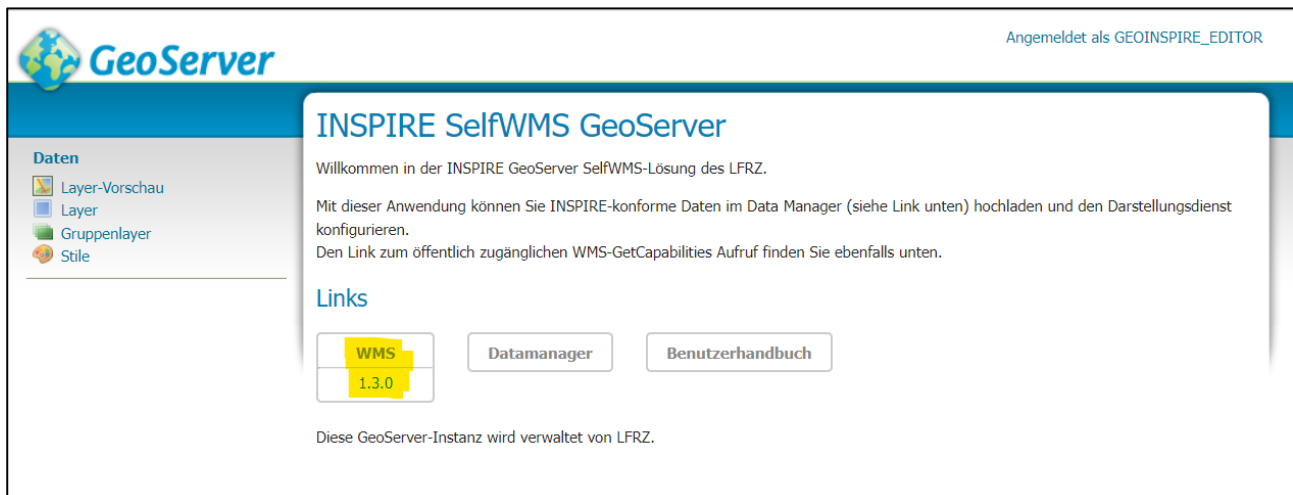 GeoServer
Angemeldet als GEOINSPIRE_EDITOR
Daten
Layer-Vorschau
Layer
Gruppenlayer
Stile
INSPIRE SelfWMS GeoServer
Willkommen in der INSPIRE GeoServer SelfWMS-Lösung des LFRZ.
Mit dieser Anwendung können Sie INSPIRE-konforme Daten im Data Manager (siehe Link unten) hochladen und den Darstellungsdienst
konfigurieren.
Den Link zum öffentlich zugänglichen WMS-GetCapabilities Aufruf finden Sie ebenfalls unten.
Links
WMS
1.3.0
Datamanager
Benutzerhandbuch
Diese GeoServer-Instanz wird verwaltet von LFRZ.